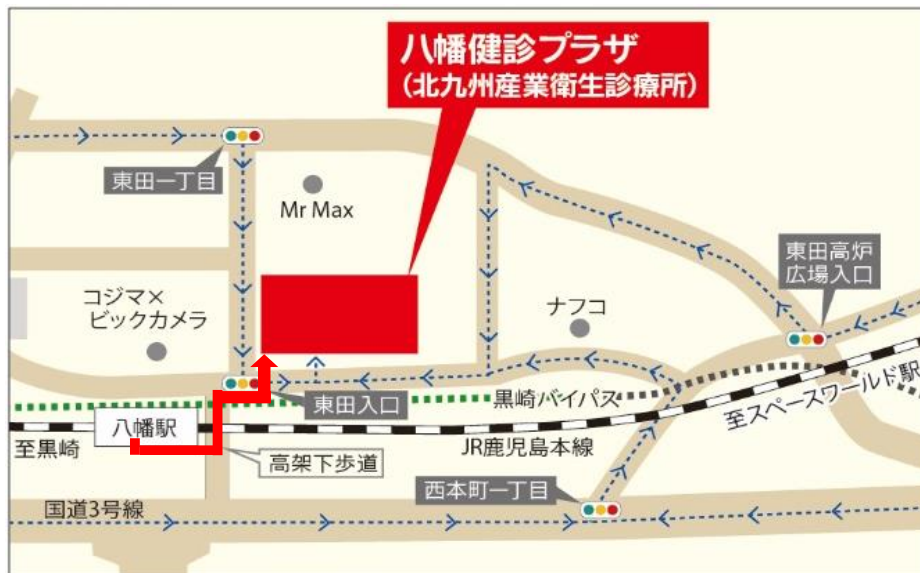 八幡健診プラザ
（北九州産業衛生診療所）
東田一丁目
Mr Max
東田高炉
広場入口
コジマ×
ビックカメラ
ナフコ
東田入口
黒崎バイパス
至スペースワールド駅
八幡駅
至黒崎
高架下歩道
JR鹿児島本線
西本町一丁目
国道3号線